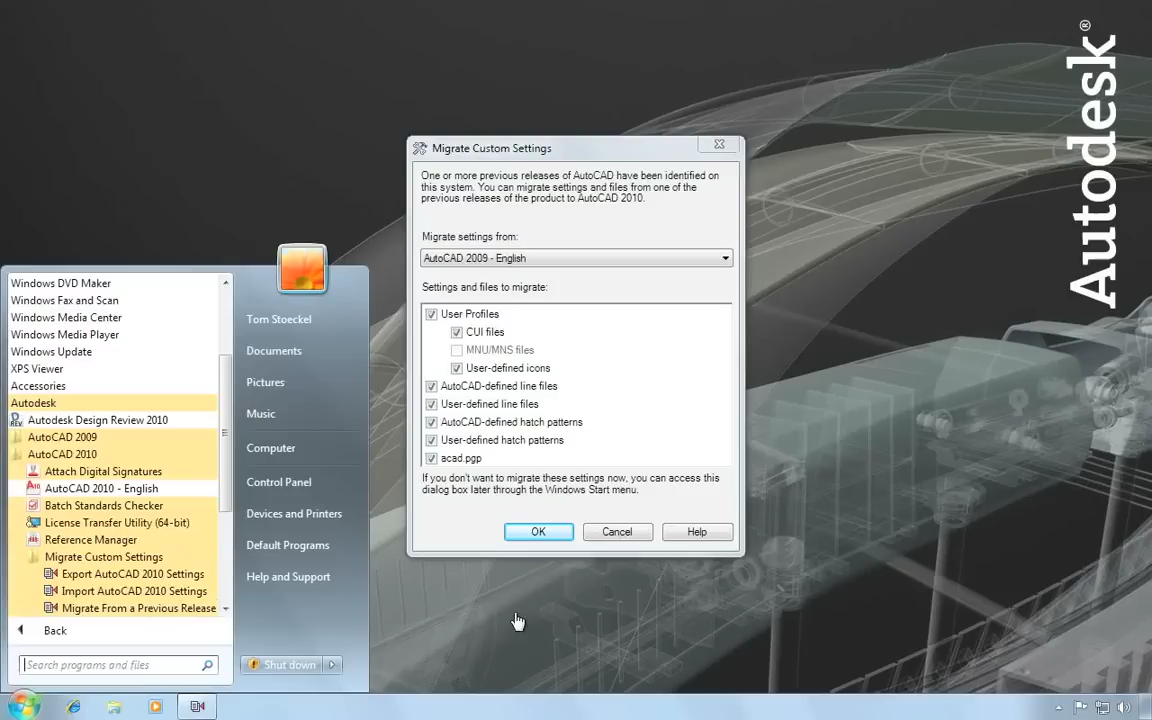 Autodesk®
Migrate Custom Settings
One or more previous releases of AutoCAD have been identified on
this system. You can migrate settings and files from one of the
previous releases of the product to AutoCAD 2010.
Migrate settings from:
AutoCAD 2009 - English
Settings and files to migrate:
User Profiles
CUI files
MNU/MNS files
User-defined icons
AutoCAD-defined line files
User-defined line files
AutoCAD-defined hatch patterns
User-defined hatch patterns
acad.pgp
If you don't want to migrate these settings now, you can access this
dialog box later through the Windows Start menu.
OK
Cancel
Help
Windows DVD Maker
Windows Fax and Scan
Windows Media Center
Windows Media Player
Windows Update
XPS Viewer
Accessories
Autodesk
Autodesk Design Review 2010
AutoCAD 2009
AutoCAD 2010
Attach Digital Signatures
AutoCAD 2010 - English
Batch Standards Checker
License Transfer Utility (64-bit)
Reference Manager
Migrate Custom Settings
Export AutoCAD 2010 Settings
Import AutoCAD 2010 Settings
Migrate From a Previous Release
Back
Search programs and files
Tom Stoeckel
Documents
Pictures
Music
Computer
Control Panel
Devices and Printers
Default Programs
Help and Support
Shut down